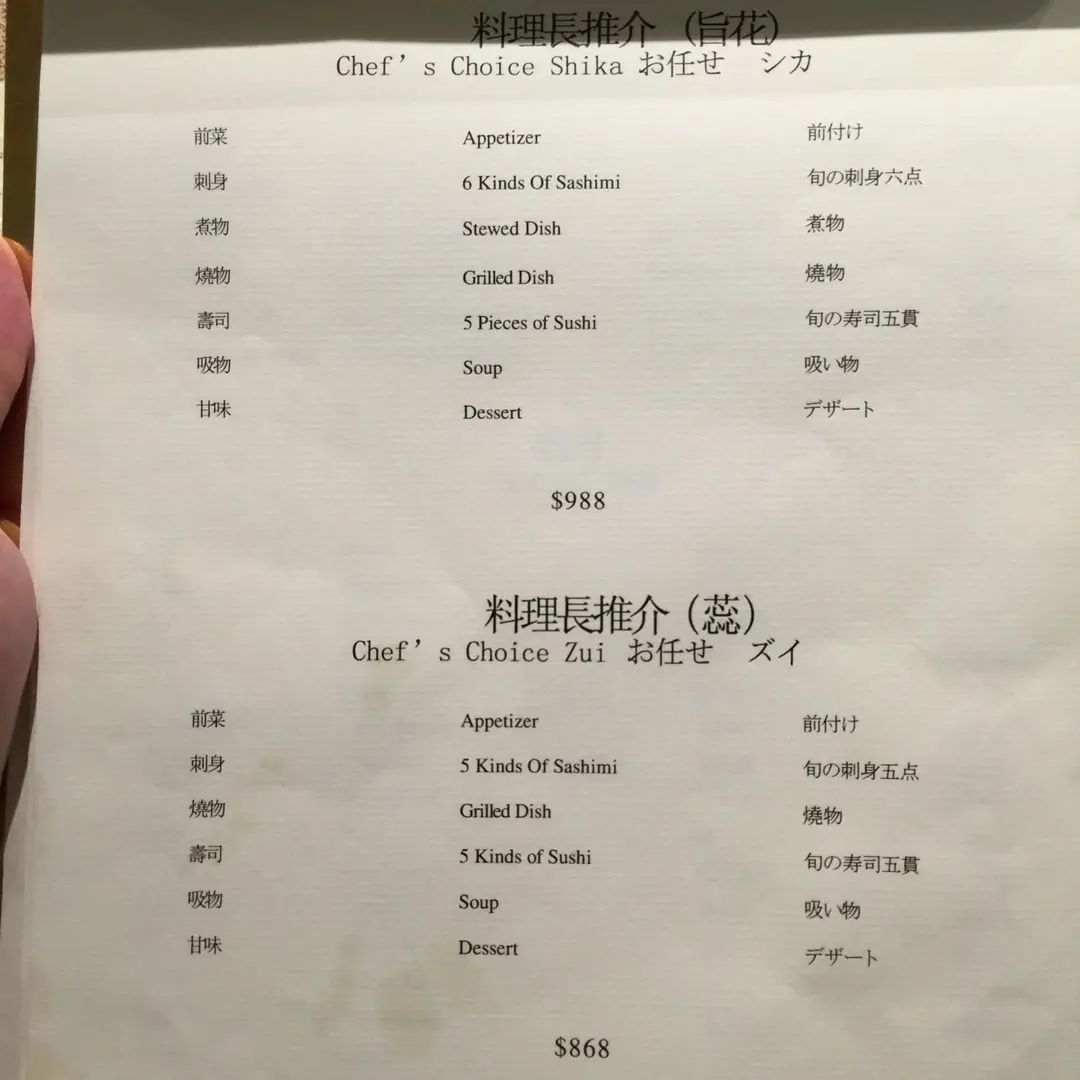 料理長推介 （旨花）
Chef's Choice Shika お任せ　シカ
前菜 Appetizer 前付け
刺身 6 Kinds Of Sashimi 旬の刺身六点
煮物 Stewed Dish 煮物
燒物 Grilled Dish 燒物
壽司 5 Pieces of Sushi 旬の寿司五貫
吸物 Soup 吸い物
甘味 Dessert デザート
$988
料理長推介（蕊）
Chef's Choice Zui お任せ　ズイ
前菜 Appetizer 前付け
刺身 5 Kinds Of Sashimi 旬の刺身五点
燒物 Grilled Dish 燒物
壽司 5 Kinds of Sushi 旬の寿司五貫
吸物 Soup 吸い物
甘味 Dessert デザート
$868